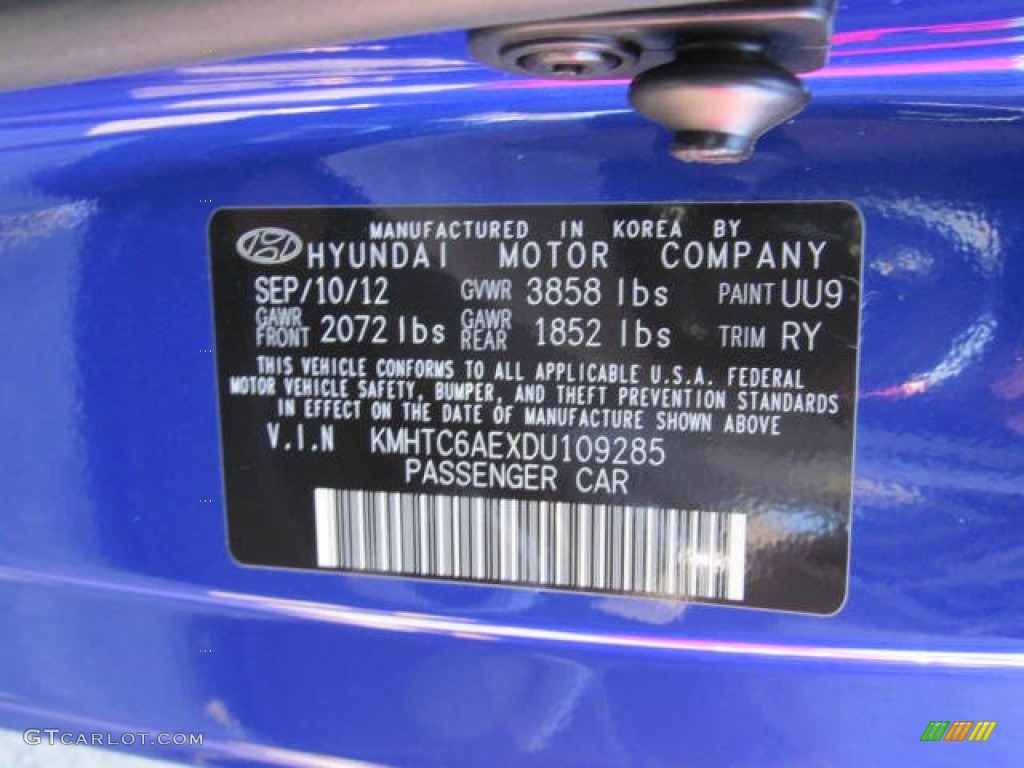 MANUFACTURED IN KOREA BY
HYUNDAI MOTOR COMPANY
SEP/10/12 GVWR 3858 lbs PAINT UU9
GAWR FRONT 2072 lbs GAWR REAR 1852 lbs TRIM RY
THIS VEHICLE CONFORMS TO ALL APPLICABLE U.S.A. FEDERAL
MOTOR VEHICLE SAFETY, BUMPER, AND THEFT PREVENTION STANDARDS
IN EFFECT ON THE DATE OF MANUFACTURE SHOWN ABOVE
V.I.N KMHTC6AEXDU109285
PASSENGER CAR
GTCARLOT.COM